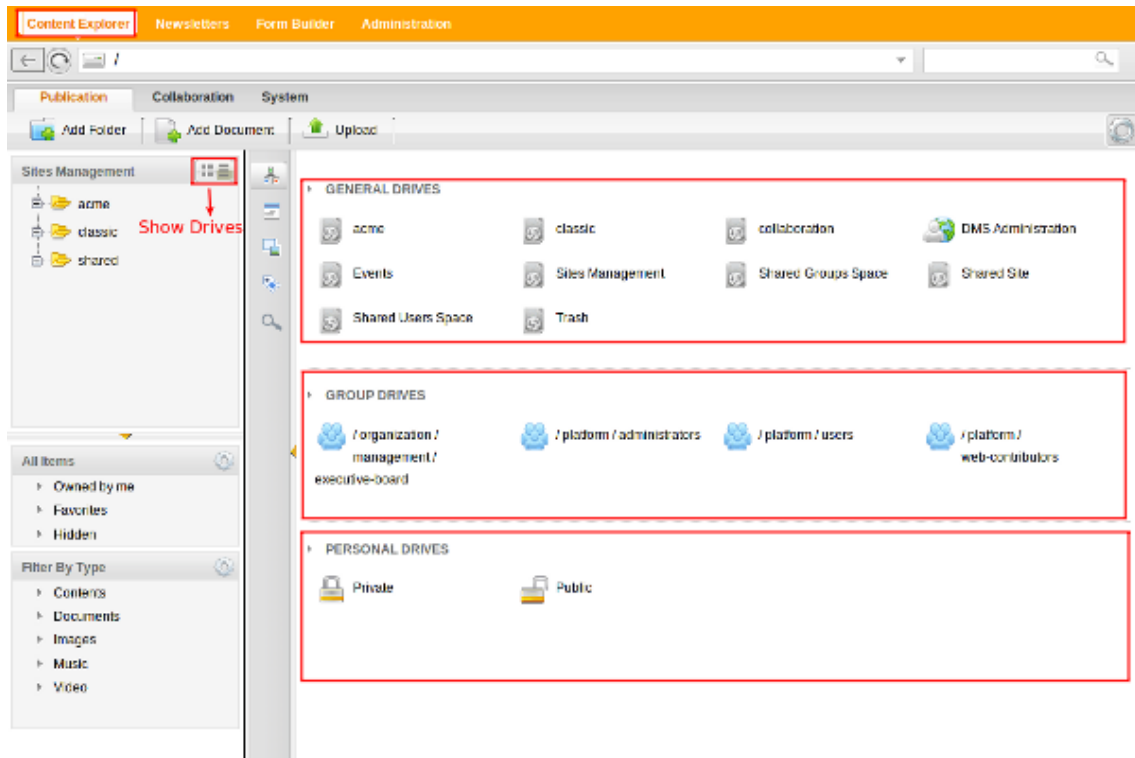 Content Explorer Newsletters Form Builder Administration
/
Publication Collaboration System
Add Folder Add Document Upload
Sites Management
acme
classic
shared
Show Drives
All Items
Owned by me
Favorites
Hidden
Filter By Type
Contents
Documents
Images
Music
Video
GENERAL DRIVES
acme classic collaboration DMS Administration
Events Sites Management Shared Groups Space Shared Site
Shared Users Space Trash
GROUP DRIVES
/ organization / / platform / administrators / platform / users / platform /
management / web-contributors
executive-board
PERSONAL DRIVES
Private Public